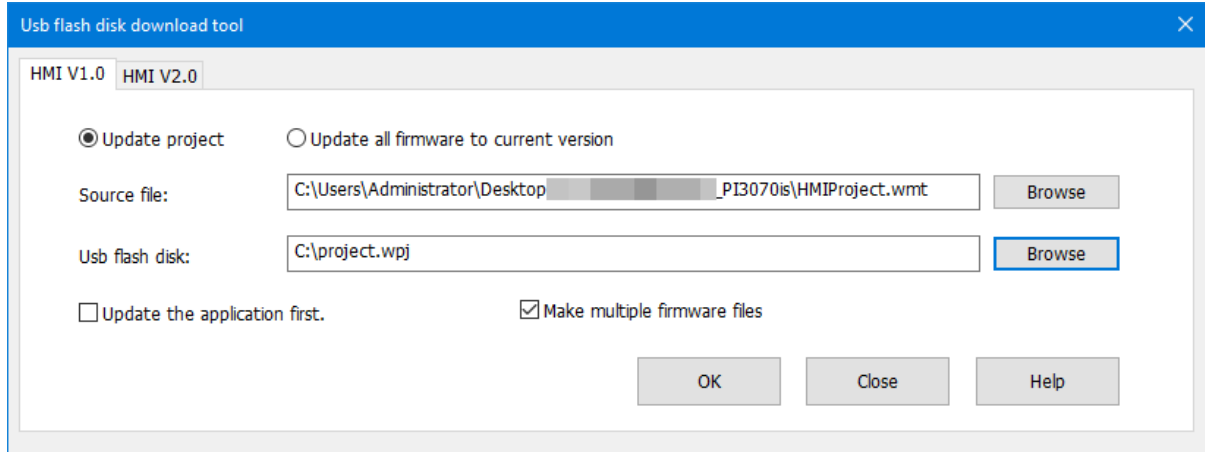 Usb flash disk download tool
HMI V1.0 HMI V2.0
Update project Update all firmware to current version
Source file: C:\Users\Administrator\Desktop _PI3070is\HMIProject.wmt Browse
Usb flash disk: C:\project.wpj Browse
Update the application first. Make multiple firmware files
OK Close Help